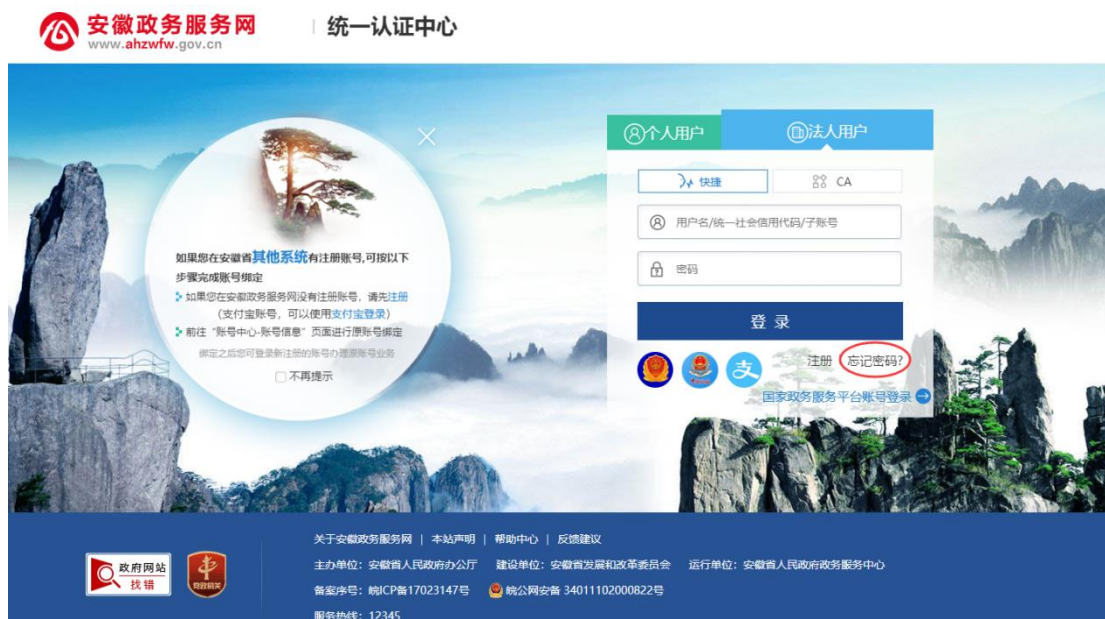 安徽政务服务网
www.ahzwfw.gov.cn
统一认证中心
如果您在安徽省其他系统有注册账号,可按以下
步骤完成账号绑定
如果您在安徽政务服务网没有注册账号，请先注册
（支付宝账号，可以使用支付宝登录）
前往“账号中心-账号信息”页面进行原账号绑定
绑定之后您可登录新注册的账号办理原账号业务
不再提示
个人用户
法人用户
快捷
CA
用户名/统一社会信用代码/子账号
密码
登 录
支
注册
忘记密码?
国家政务服务平台账号登录
政府网站
找错
党政机关
关于安徽政务服务网 | 本站声明 | 帮助中心 | 反馈建议
主办单位：安徽省人民政府办公厅 建设单位：安徽省发展和改革委员会 运行单位：安徽省人民政府政务服务中心
备案序号：皖ICP备17023147号 皖公网安备 34011102000822号
服务热线：12345